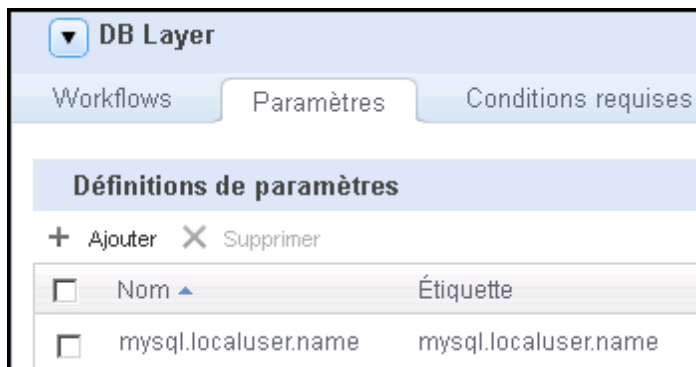 DB Layer
Workflows Paramètres Conditions requises
Définitions de paramètres
Ajouter Supprimer
Nom Étiquette
mysql.localuser.name mysql.localuser.name